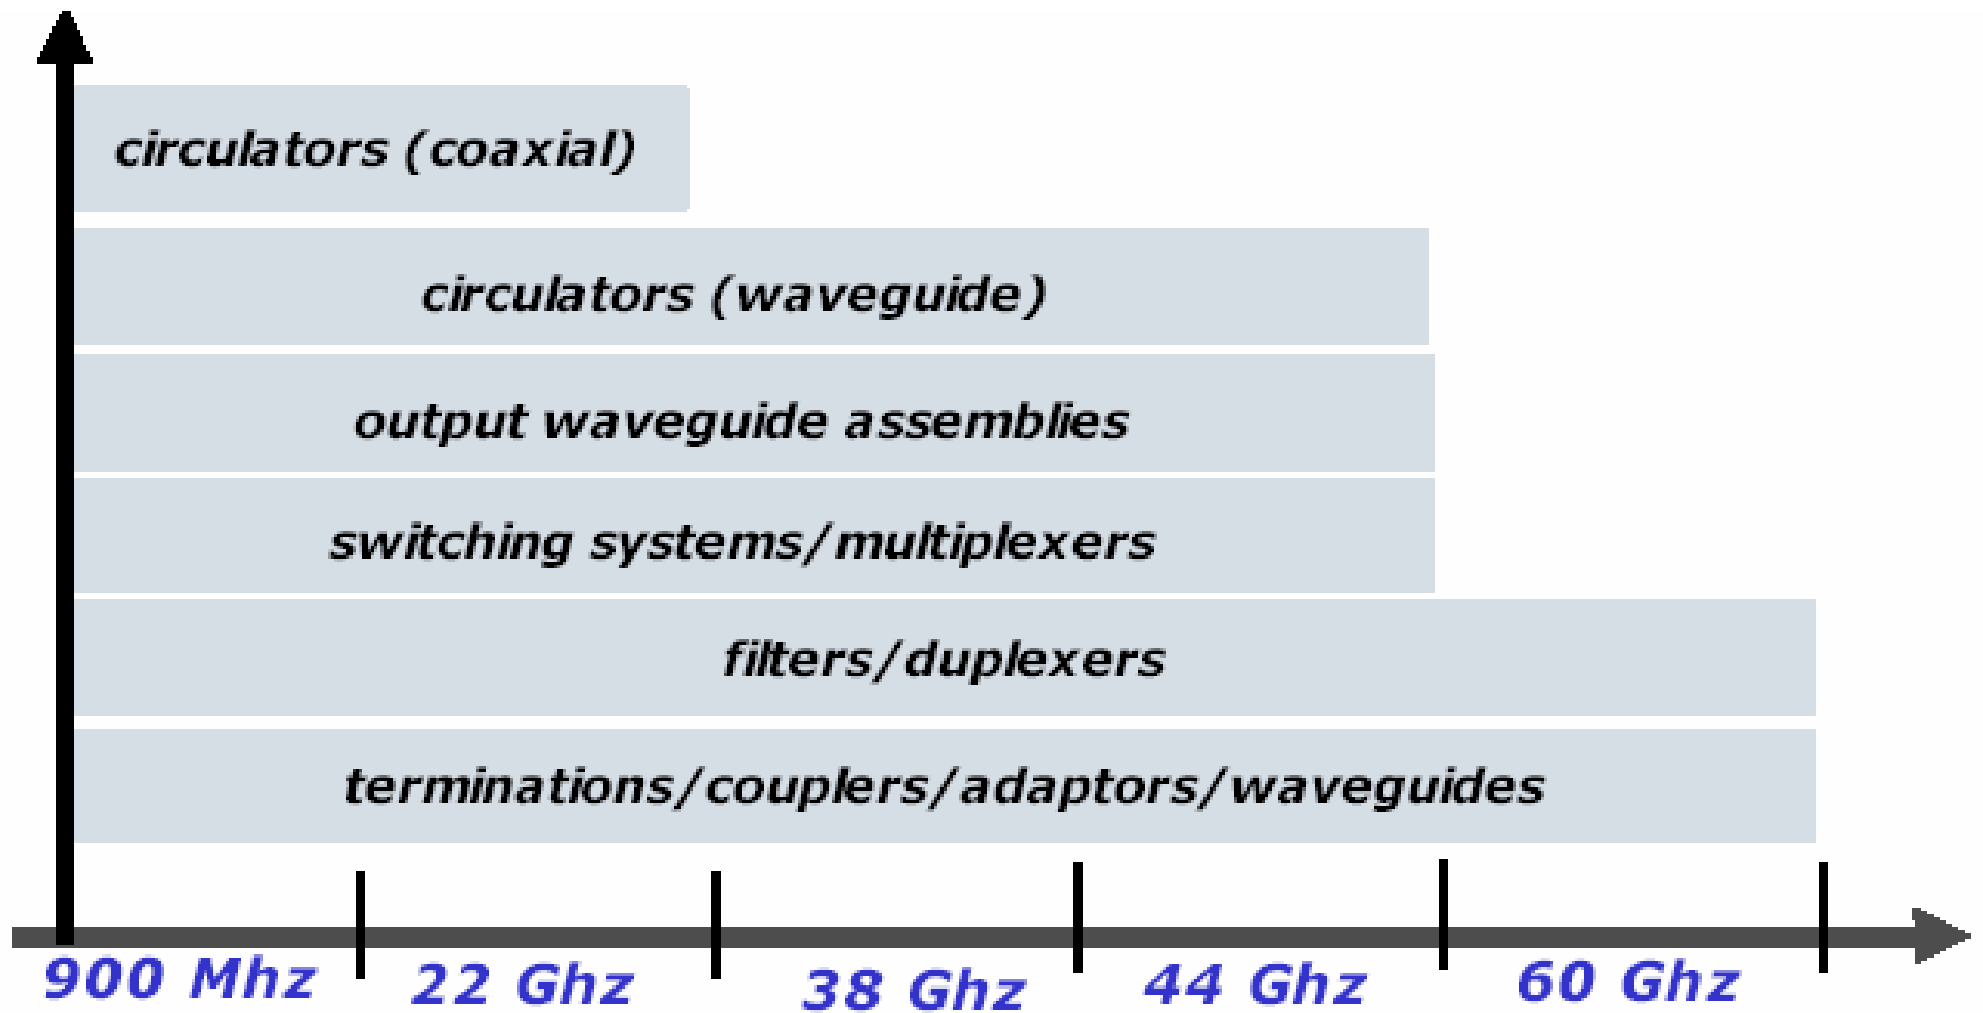 circulators (coaxial)
circulators (waveguide)
output waveguide assemblies
switching systems/multiplexers
filters/duplexers
terminations/couplers/adaptors/waveguides
900 Mhz 22 Ghz 38 Ghz 44 Ghz 60 Ghz